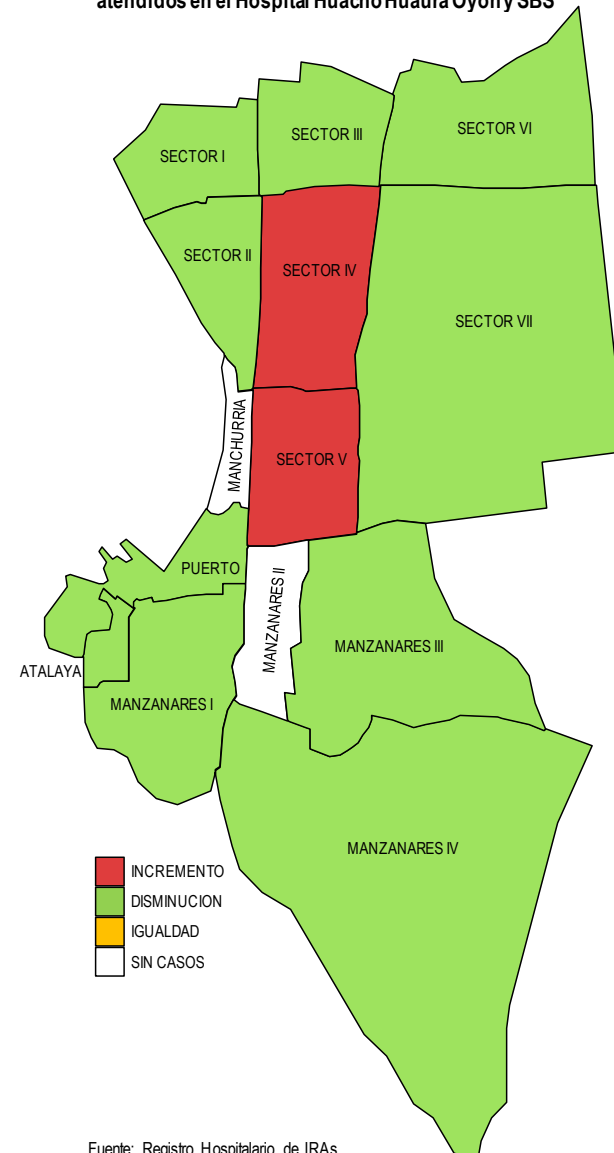 atendidos en el Hospital Huacho Huaura Oyon y SBS
SECTOR VI
SECTOR III
SECTOR I
SECTOR II
SECTOR IV
SECTOR VII
MANCHURRIA
SECTOR V
PUERTO
MANZANARES II
MANZANARES III
ATALAYA
MANZANARES I
MANZANARES IV
INCREMENTO
DISMINUCION
IGUALDAD
SIN CASOS
Fuente: Registro Hospitalario de IRAs